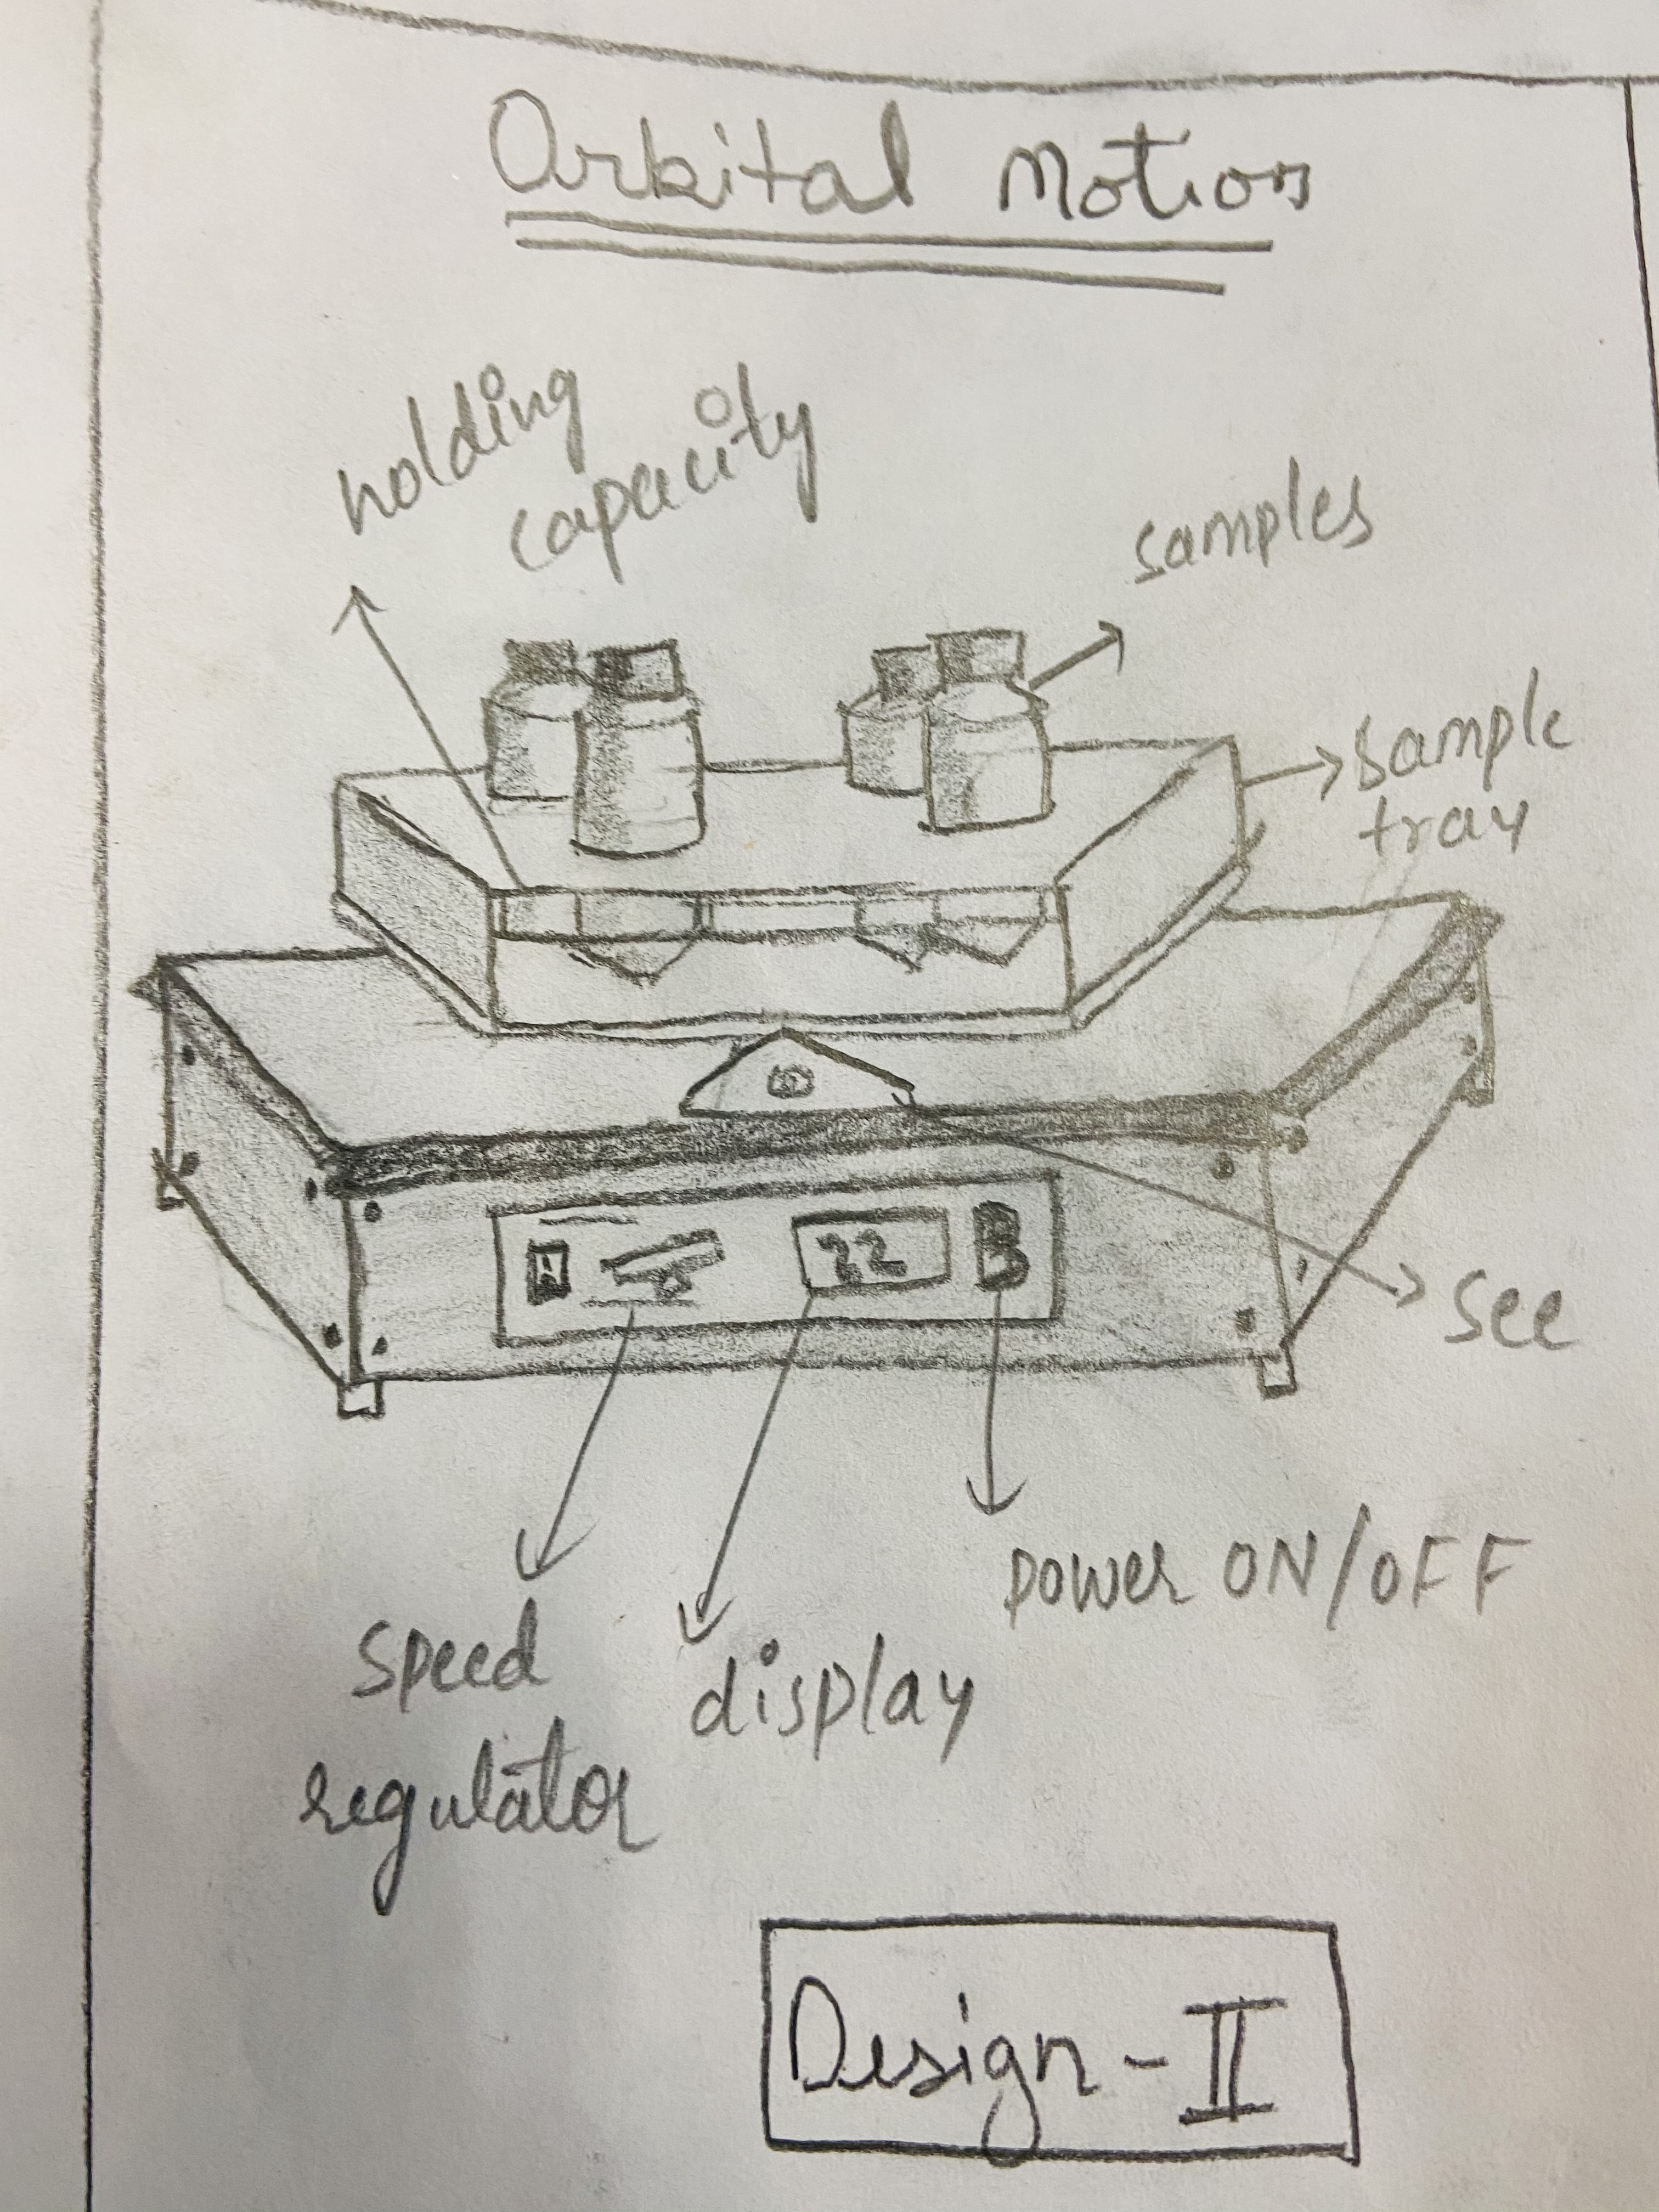 Orbital Motion
holding
capacity
samples
sample
tray
22
see
power ON/OFF
speed
regulator
display
Design - II